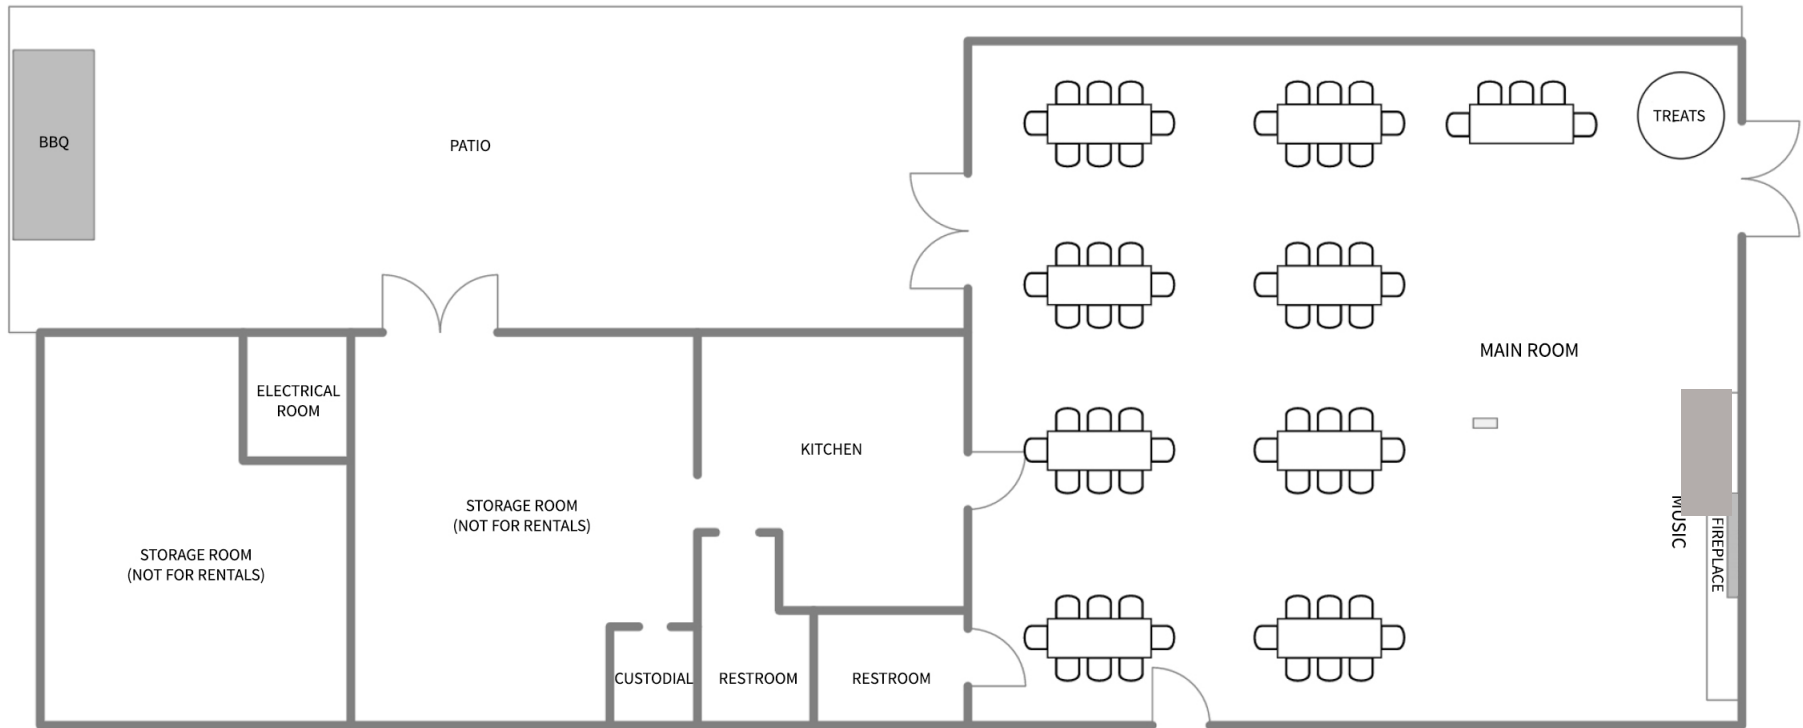 BBQ
PATIO
TREATS
MAIN ROOM
ELECTRICAL
ROOM
KITCHEN
STORAGE ROOM
(NOT FOR RENTALS)
STORAGE ROOM
(NOT FOR RENTALS)
MUSIC
FIREPLACE
CUSTODIAL
RESTROOM
RESTROOM